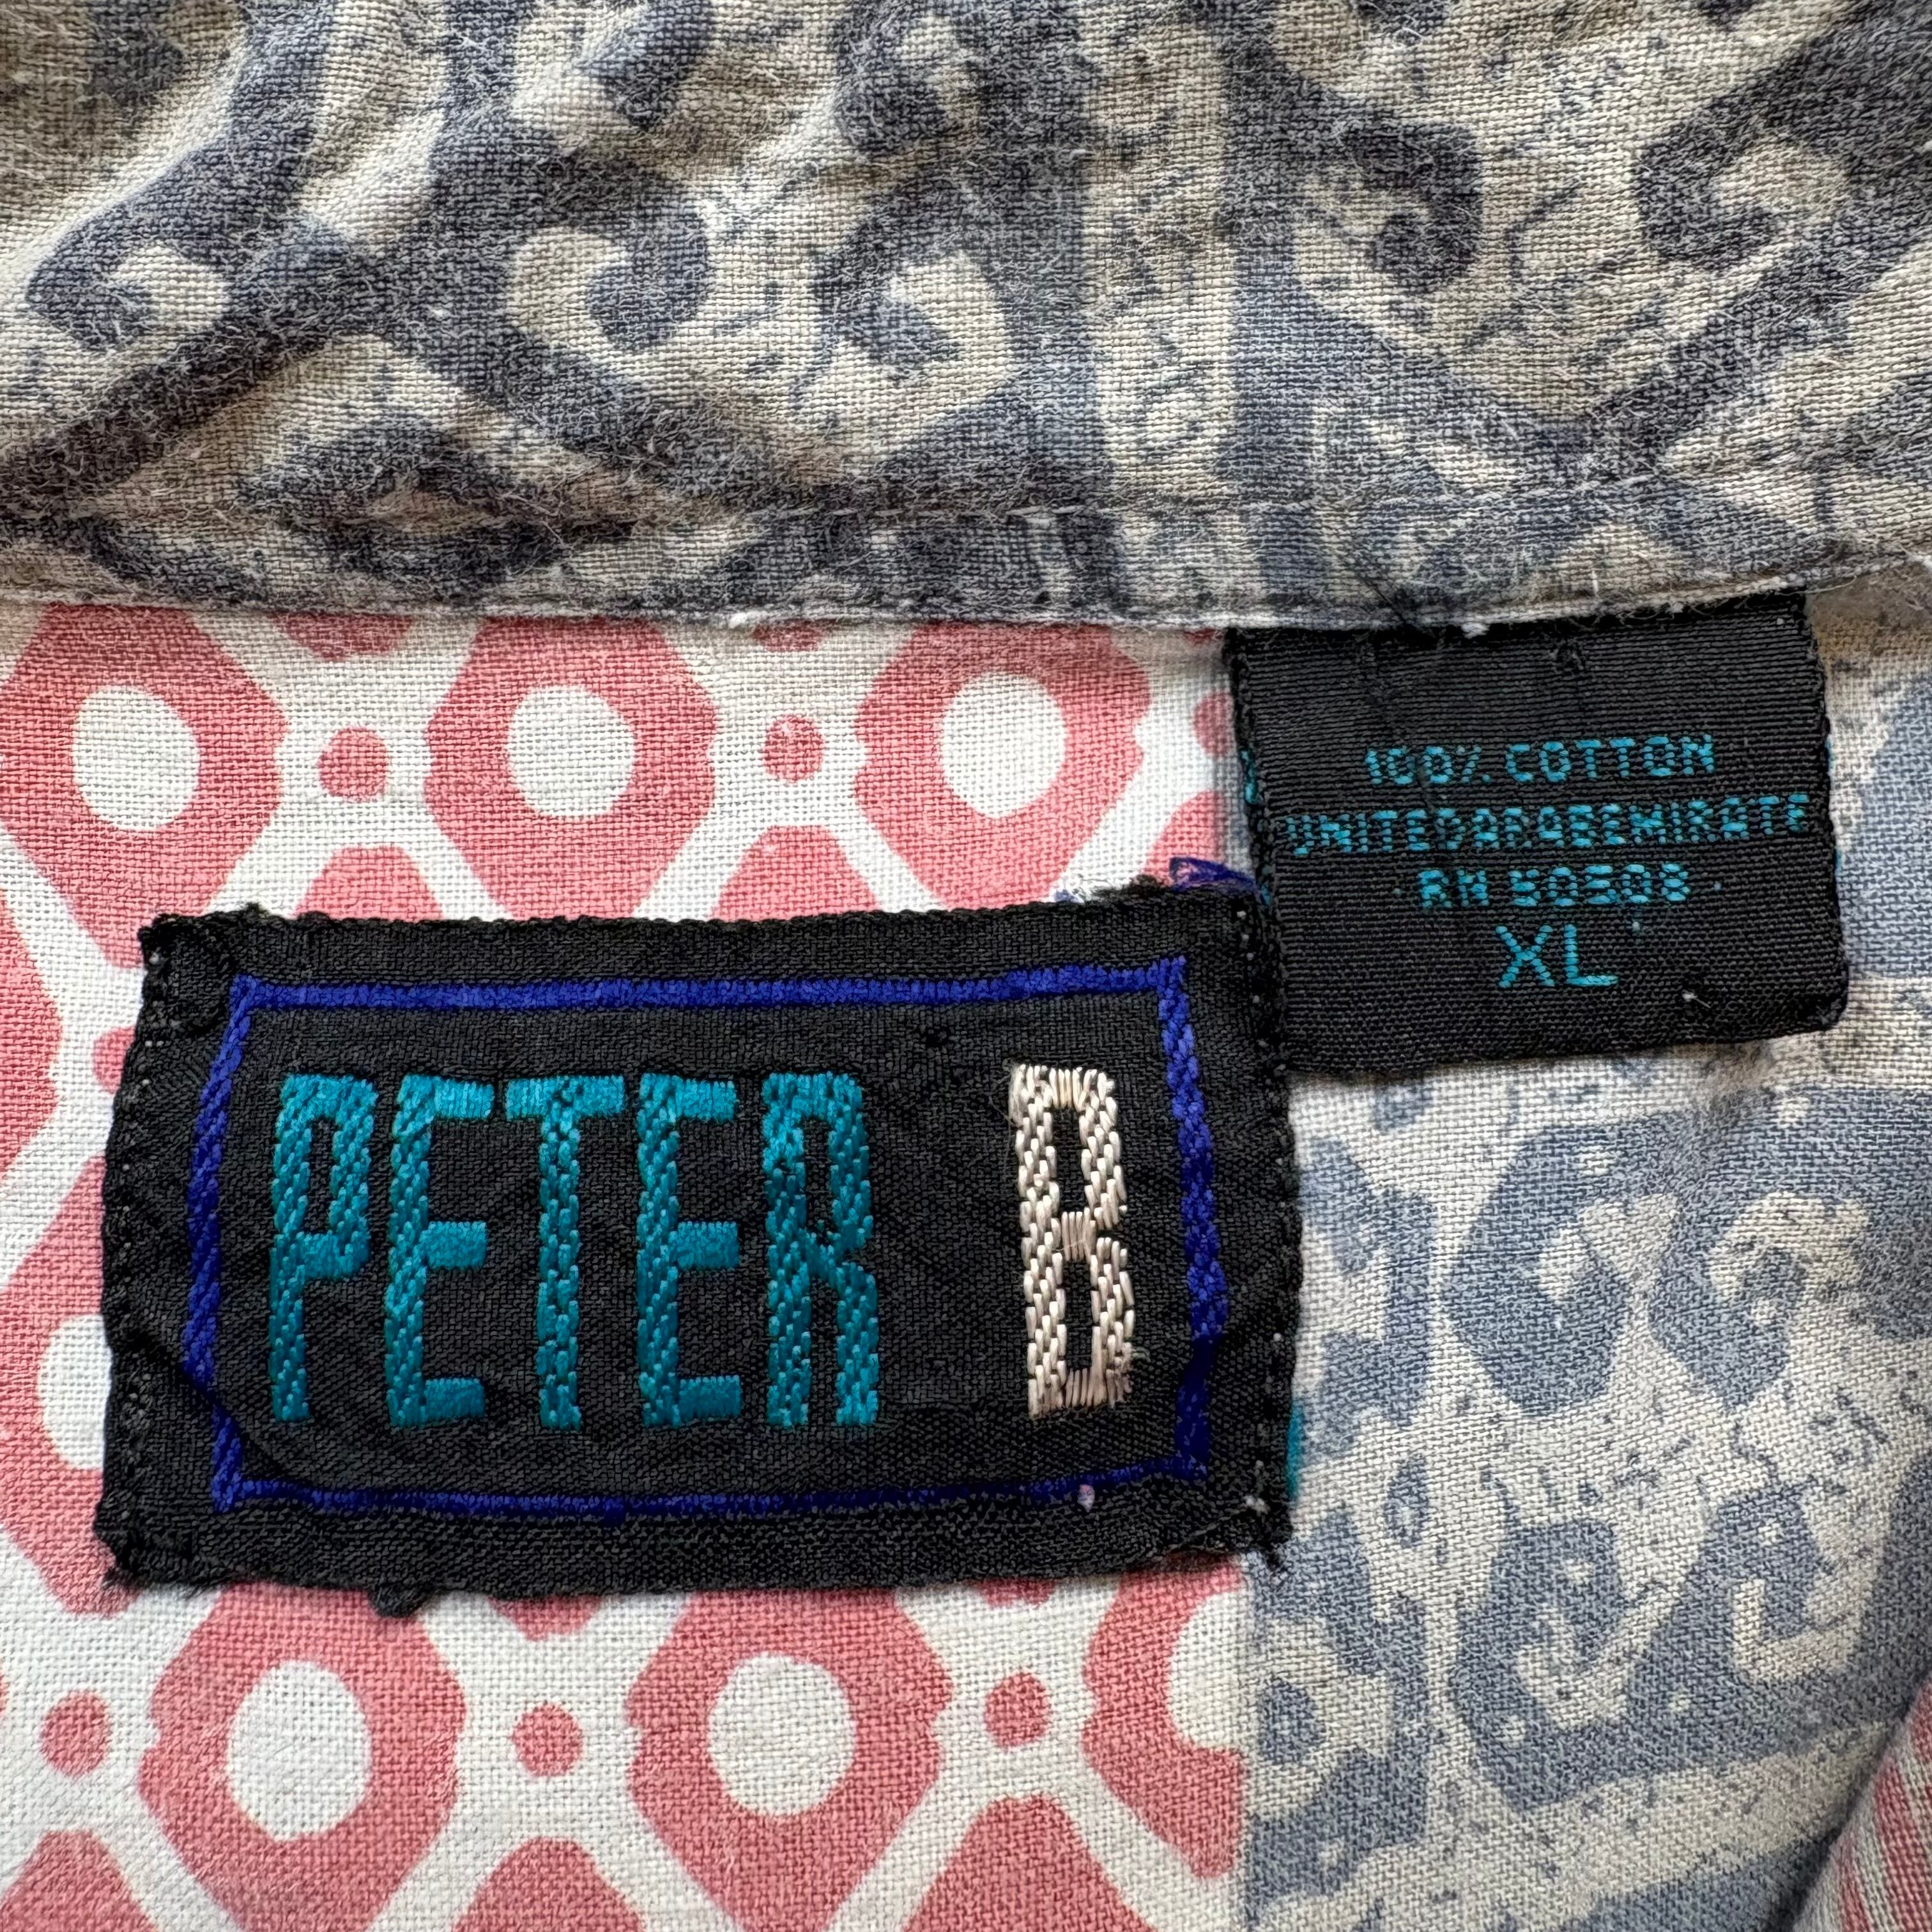 100% COTTON
UNITEDARABEMIRATE
RN 50508
XL
PETER B